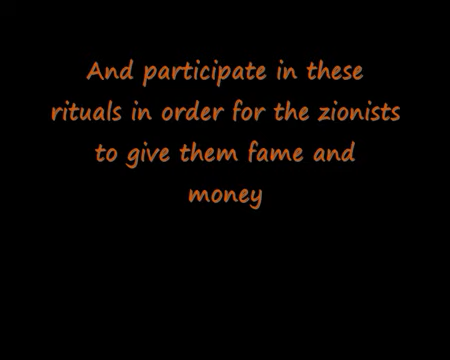 And participate in these
rituals in order for the zionists
to give them fame and
money